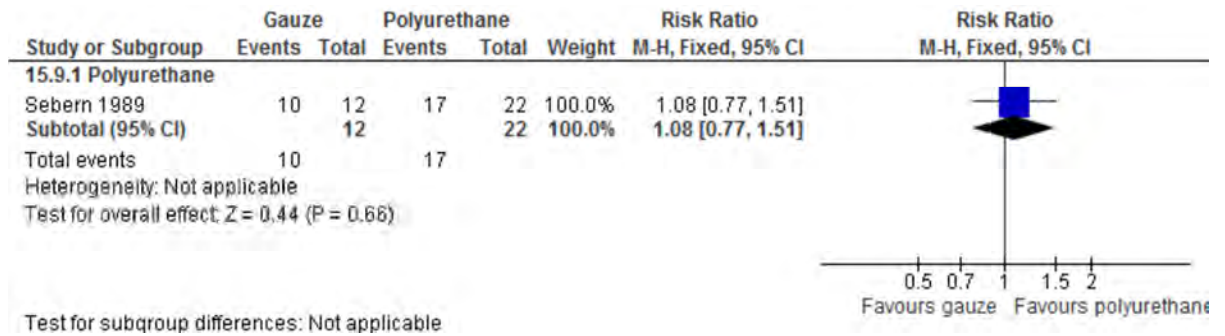 Gauze Polyurethane Risk Ratio Risk Ratio
Study or Subgroup Events Total Events Total Weight M-H, Fixed, 95% CI M-H, Fixed, 95% CI
15.9.1 Polyurethane
Sebern 1989 10 12 17 22 100.0% 1.08 [0.77, 1.51]
Subtotal (95% CI) 12 22 100.0% 1.08 [0.77, 1.51]
Total events 10 17
Heterogeneity: Not applicable
Test for overall effect: Z = 0.44 (P = 0.66)
0.5 0.7 1 1.5 2
Favours gauze Favours polyurethane
Test for subgroup differences: Not applicable